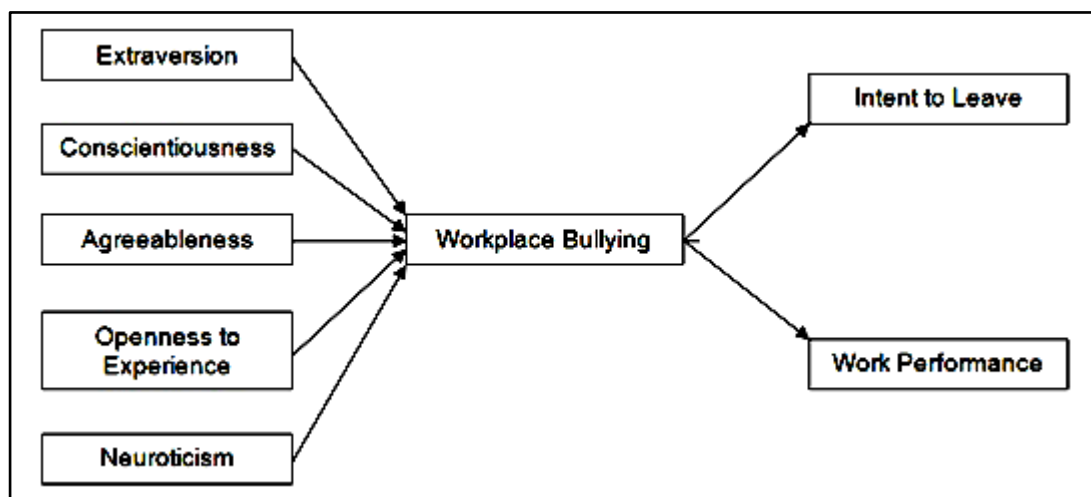 Extraversion
Conscientiousness
Agreeableness
Openness to
Experience
Neuroticism
Workplace Bullying
Intent to Leave
Work Performance